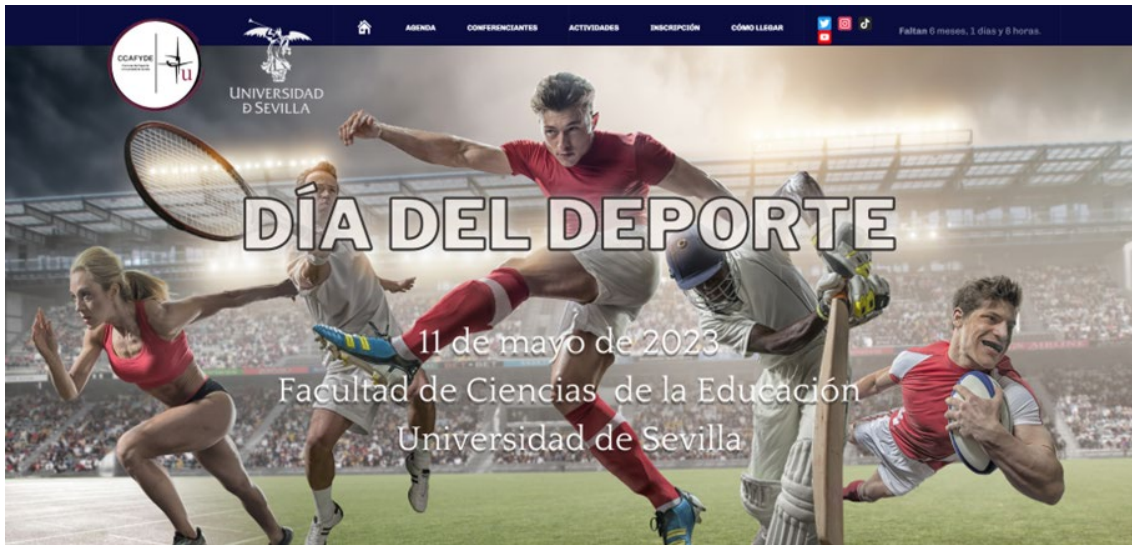 AGENDA
CONFERENCIANTES
ACTIVIDADES
INSCRIPCIÓN
CÓMO LLEGAR
Faltan 6 meses, 1 días y 8 horas.
CCAFYDE
u
UNIVERSIDAD
Ð SEVILLA
DÍA DEL DEPORTE
11 de mayo de 2023
Facultad de Ciencias de la Educación
Universidad de Sevilla